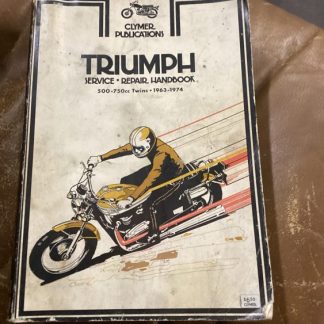 CLYMER
PUBLICATIONS
TRIUMPH
SERVICE • REPAIR HANDBOOK
500-750cc Twins • 1963-1974